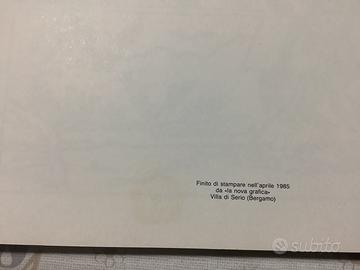 Finito di stampare nell'aprile 1985
da «la nova grafica»
Villa di Serio (Bergamo)
subito